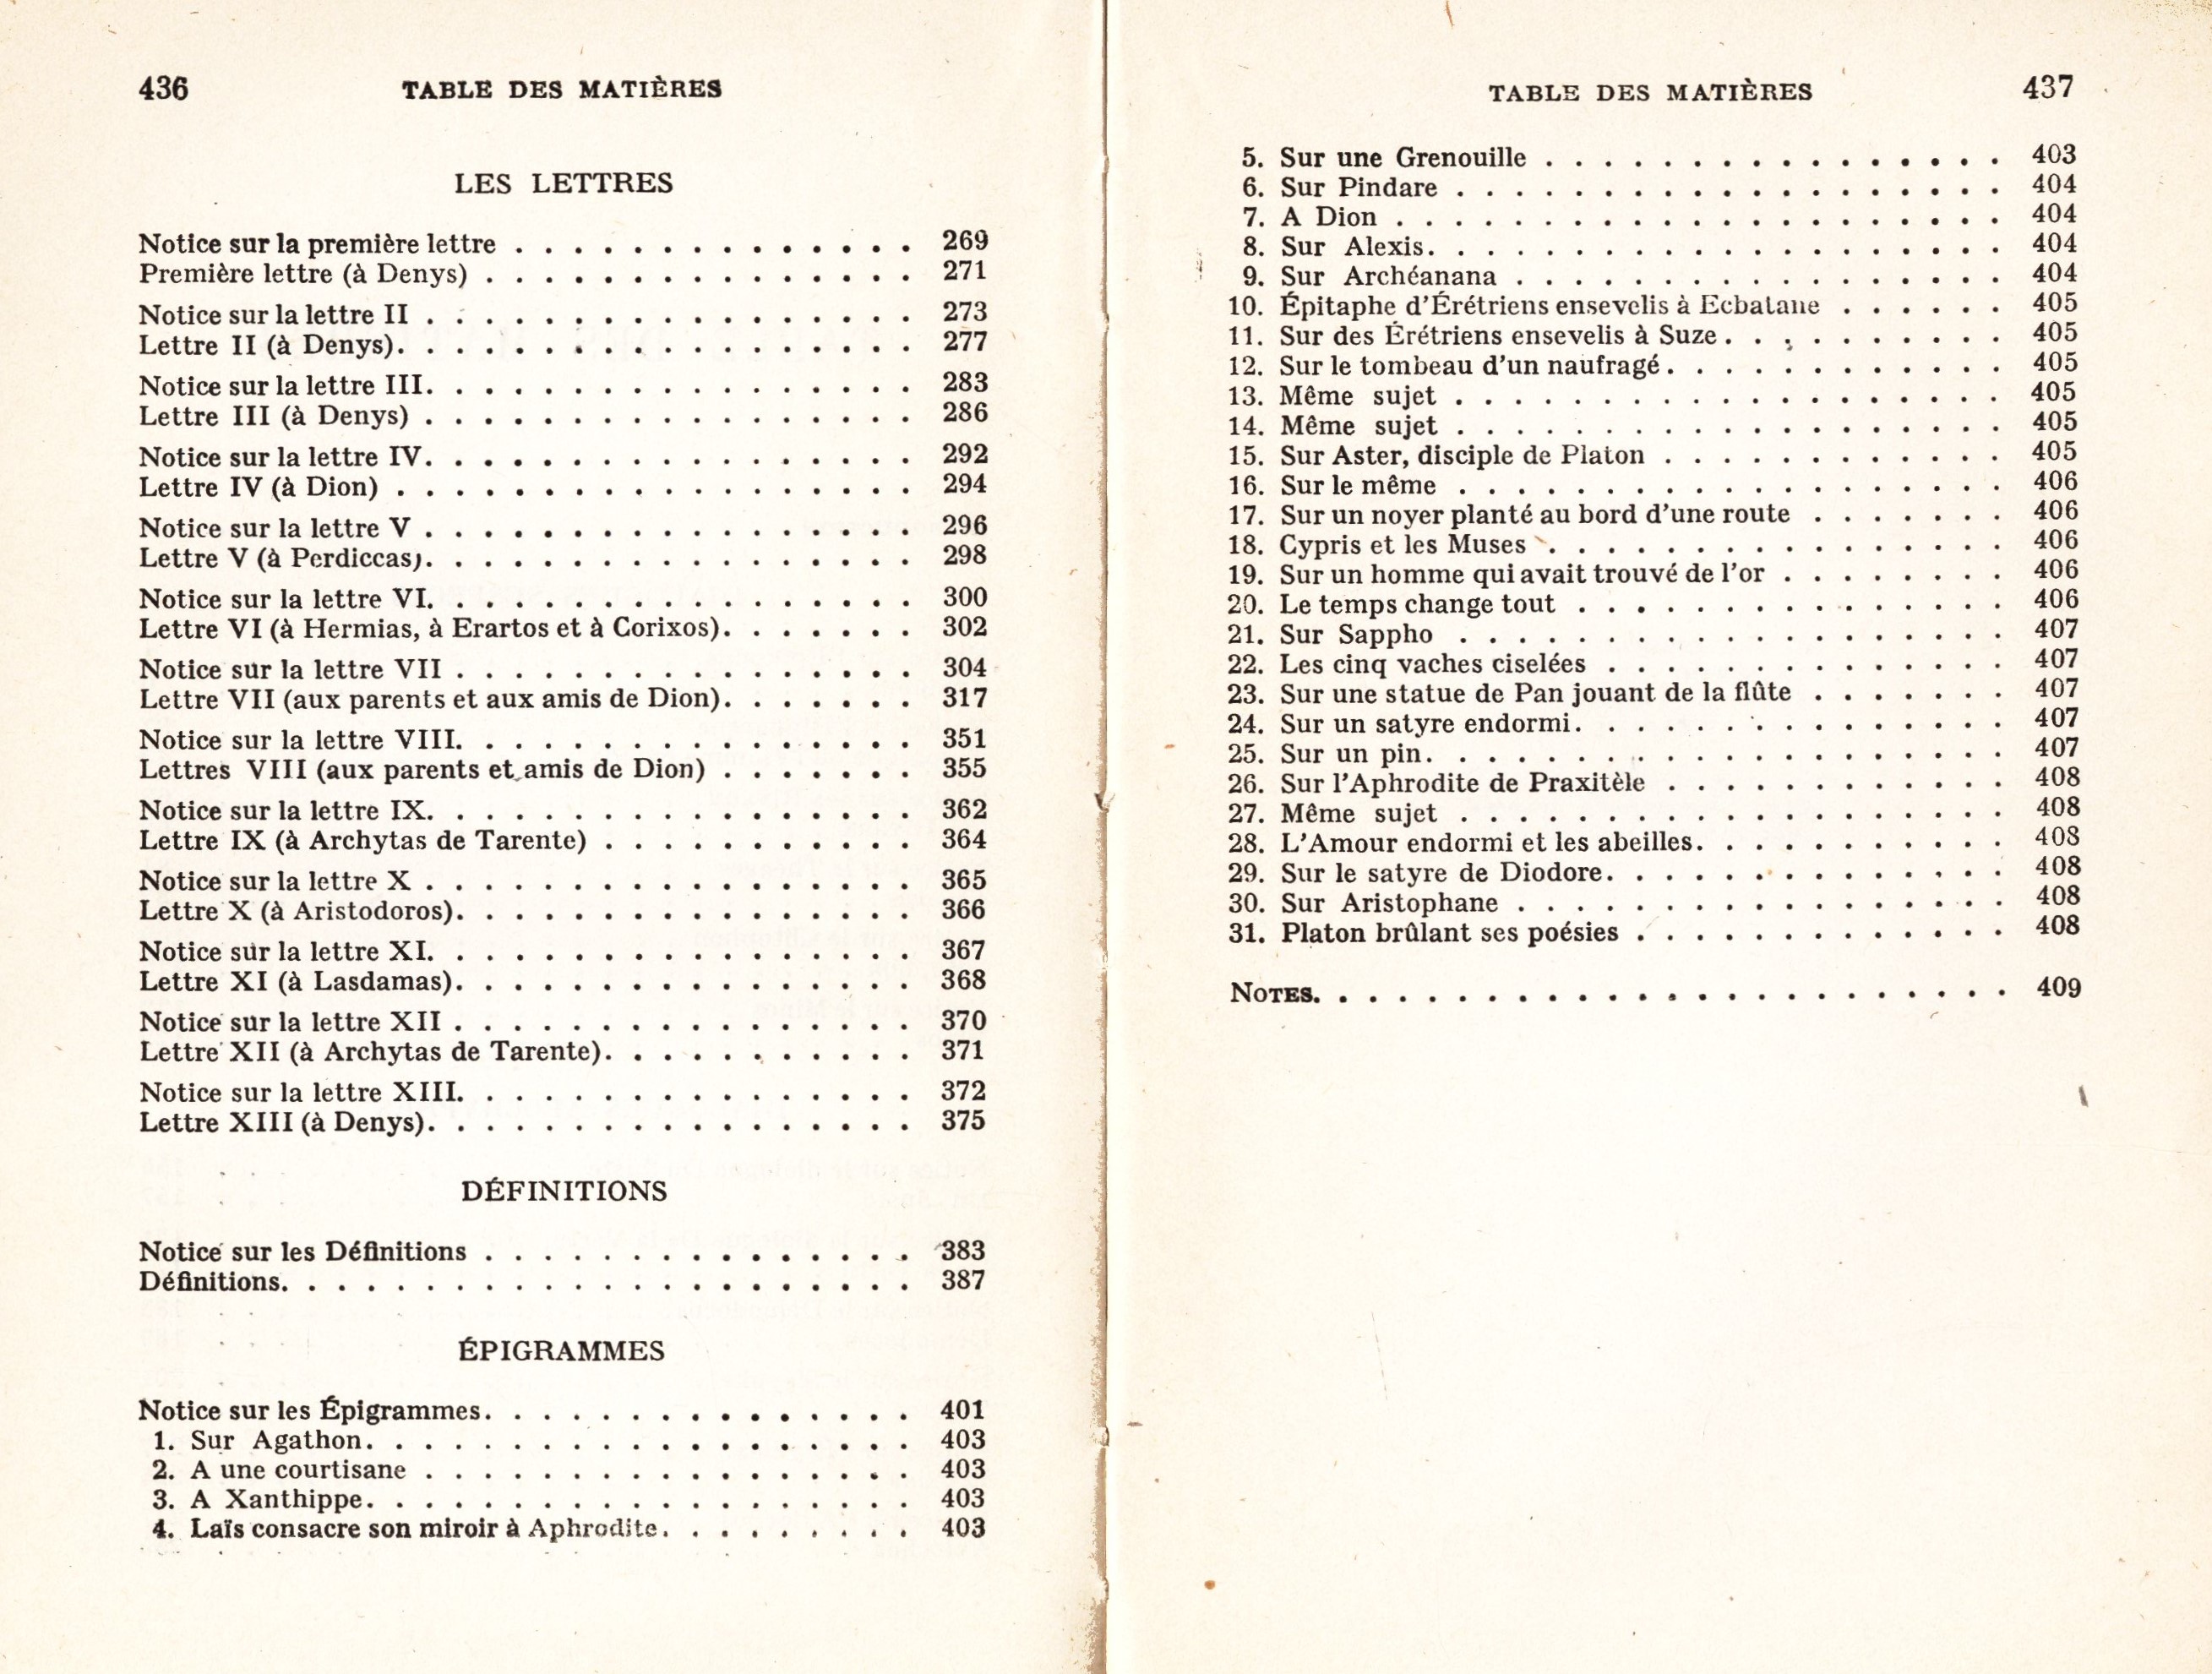 436 TABLE DES MATIÈRES
LES LETTRES
Notice sur la première lettre . . . . . . . . . . . . . . 269
Première lettre (à Denys) . . . . . . . . . . . . . . . 271
Notice sur la lettre II . . . . . . . . . . . . . . . . . 273
Lettre II (à Denys). . . . . . . . . . . . . . . . . . 277
Notice sur la lettre III. . . . . . . . . . . . . . . . . 283
Lettre III (à Denys) . . . . . . . . . . . . . . . . . 286
Notice sur la lettre IV. . . . . . . . . . . . . . . . . 292
Lettre IV (à Dion) . . . . . . . . . . . . . . . . . . 294
Notice sur la lettre V . . . . . . . . . . . . . . . . . 296
Lettre V (à Perdiccas). . . . . . . . . . . . . . . . . 298
Notice sur la lettre VI. . . . . . . . . . . . . . . . . 300
Lettre VI (à Hermias, à Erartos et à Corixos). . . . . . . 302
Notice sur la lettre VII . . . . . . . . . . . . . . . . 304
Lettre VII (aux parents et aux amis de Dion). . . . . . . 317
Notice sur la lettre VIII. . . . . . . . . . . . . . . . 351
Lettres VIII (aux parents et amis de Dion) . . . . . . . 355
Notice sur la lettre IX. . . . . . . . . . . . . . . . . 362
Lettre IX (à Archytas de Tarente) . . . . . . . . . . . 364
Notice sur la lettre X . . . . . . . . . . . . . . . . . 365
Lettre X (à Aristodoros). . . . . . . . . . . . . . . . 366
Notice sur la lettre XI. . . . . . . . . . . . . . . . . 367
Lettre XI (à Lasdamas). . . . . . . . . . . . . . . . 368
Notice sur la lettre XII . . . . . . . . . . . . . . . . 370
Lettre XII (à Archytas de Tarente). . . . . . . . . . . 371
Notice sur la lettre XIII. . . . . . . . . . . . . . . . 372
Lettre XIII (à Denys). . . . . . . . . . . . . . . . . 375
DÉFINITIONS
Notice sur les Définitions . . . . . . . . . . . . . . . 383
Définitions. . . . . . . . . . . . . . . . . . . . . . 387
ÉPIGRAMMES
Notice sur les Épigrammes. . . . . . . . . . . . . . . 401
1. Sur Agathon. . . . . . . . . . . . . . . . . . . 403
2. A une courtisane . . . . . . . . . . . . . . . . . 403
3. A Xanthippe. . . . . . . . . . . . . . . . . . . 403
4. Laïs consacre son miroir à Aphrodite. . . . . . . . . 403
TABLE DES MATIÈRES 437
5. Sur une Grenouille . . . . . . . . . . . . . . . . 403
6. Sur Pindare . . . . . . . . . . . . . . . . . . . 404
7. A Dion . . . . . . . . . . . . . . . . . . . . . 404
8. Sur Alexis. . . . . . . . . . . . . . . . . . . . 404
9. Sur Archéanana . . . . . . . . . . . . . . . . . 404
10. Épitaphe d'Érétriens ensevelis à Ecbatane . . . . . . 405
11. Sur des Érétriens ensevelis à Suze. . . . . . . . . . 405
12. Sur le tombeau d'un naufragé. . . . . . . . . . . . 405
13. Même sujet . . . . . . . . . . . . . . . . . . . 405
14. Même sujet . . . . . . . . . . . . . . . . . . . 405
15. Sur Aster, disciple de Platon . . . . . . . . . . . . 405
16. Sur le même . . . . . . . . . . . . . . . . . . . 406
17. Sur un noyer planté au bord d'une route . . . . . . . 406
18. Cypris et les Muses . . . . . . . . . . . . . . . . 406
19. Sur un homme qui avait trouvé de l'or . . . . . . . . 406
20. Le temps change tout . . . . . . . . . . . . . . . 406
21. Sur Sappho . . . . . . . . . . . . . . . . . . . 407
22. Les cinq vaches ciselées . . . . . . . . . . . . . . 407
23. Sur une statue de Pan jouant de la flûte . . . . . . . 407
24. Sur un satyre endormi. . . . . . . . . . . . . . . 407
25. Sur un pin. . . . . . . . . . . . . . . . . . . . 407
26. Sur l'Aphrodite de Praxitèle . . . . . . . . . . . . 408
27. Même sujet . . . . . . . . . . . . . . . . . . . 408
28. L'Amour endormi et les abeilles. . . . . . . . . . . 408
29. Sur le satyre de Diodore. . . . . . . . . . . . . . 408
30. Sur Aristophane . . . . . . . . . . . . . . . . . 408
31. Platon brûlant ses poésies . . . . . . . . . . . . . 408
NOTES. . . . . . . . . . . . . . . . . . . . . . . . 409